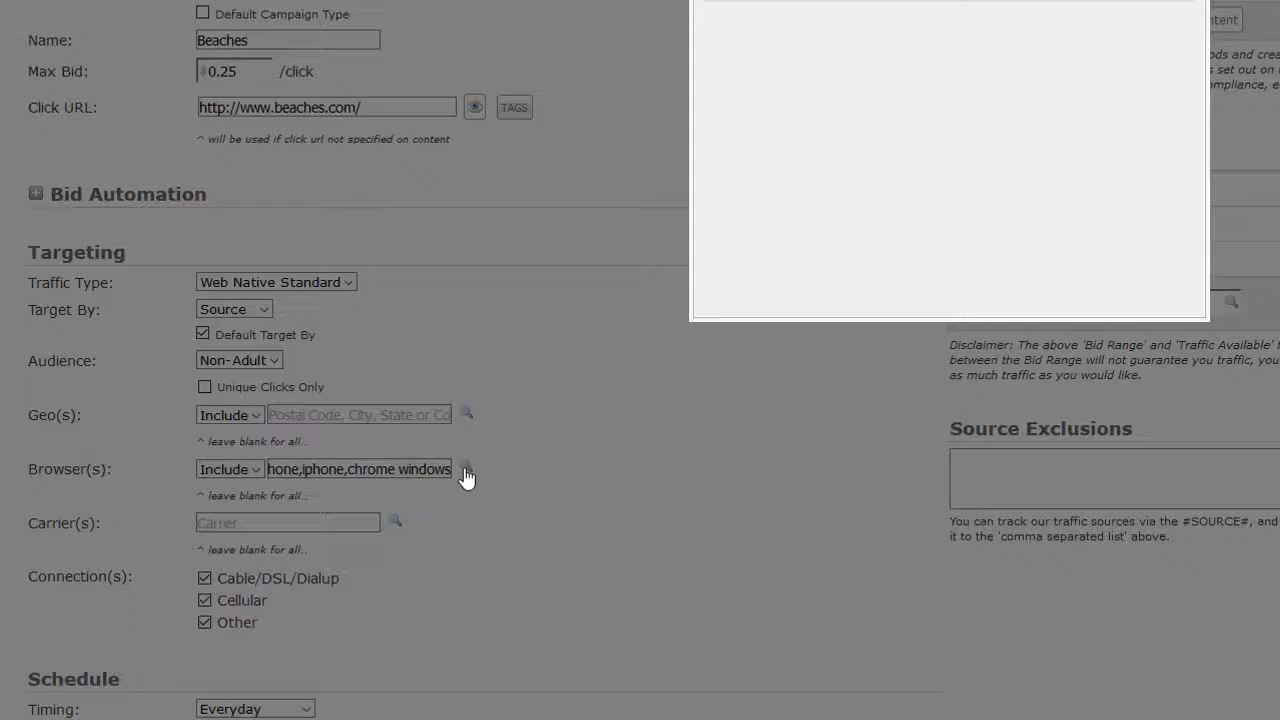 Default Campaign Type
Name: Beaches
Max Bid: 0.25 /click
Click URL: http://www.beaches.com/ TAGS
^ will be used if click url not specified on content
Bid Automation
Targeting
Traffic Type: Web Native Standard
Target By: Source
Default Target By
Audience: Non-Adult
Unique Clicks Only
Geo(s): Include Postal Code, City, State or Co
^ leave blank for all..
Browser(s): Include hone,iphone,chrome windows
^ leave blank for all..
Carrier(s): Carrier
^ leave blank for all..
Connection(s): Cable/DSL/Dialup
Cellular
Other
Schedule
Timing: Everyday
tent
ods and crea
s set out on
mpliance, e
Disclaimer: The above 'Bid Range' and 'Traffic Available'
between the Bid Range will not guarantee you traffic, you
as much traffic as you would like.
Source Exclusions
You can track our traffic sources via the #SOURCE#, and
it to the 'comma separated list' above.